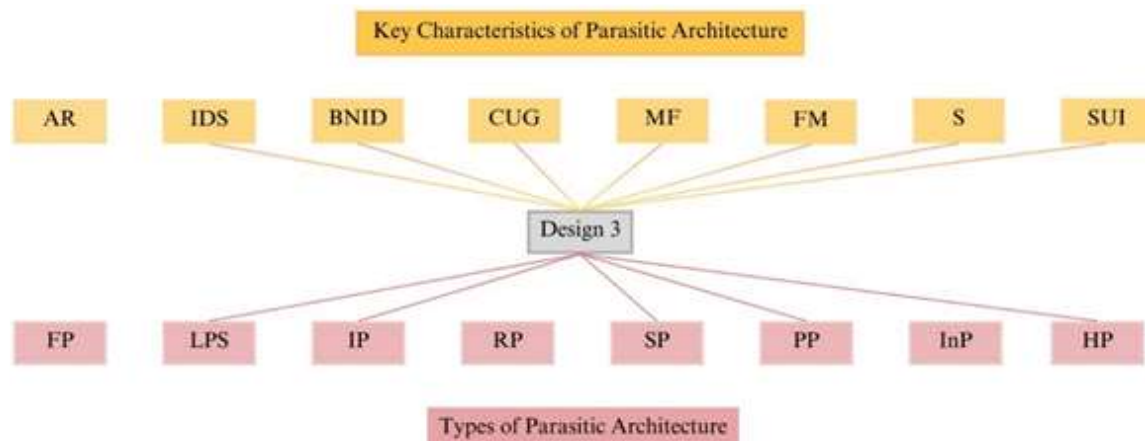 Key Characteristics of Parasitic Architecture
AR IDS BNID CUG MF FM S SUI
Design 3
FP LPS IP RP SP PP InP HP
Types of Parasitic Architecture